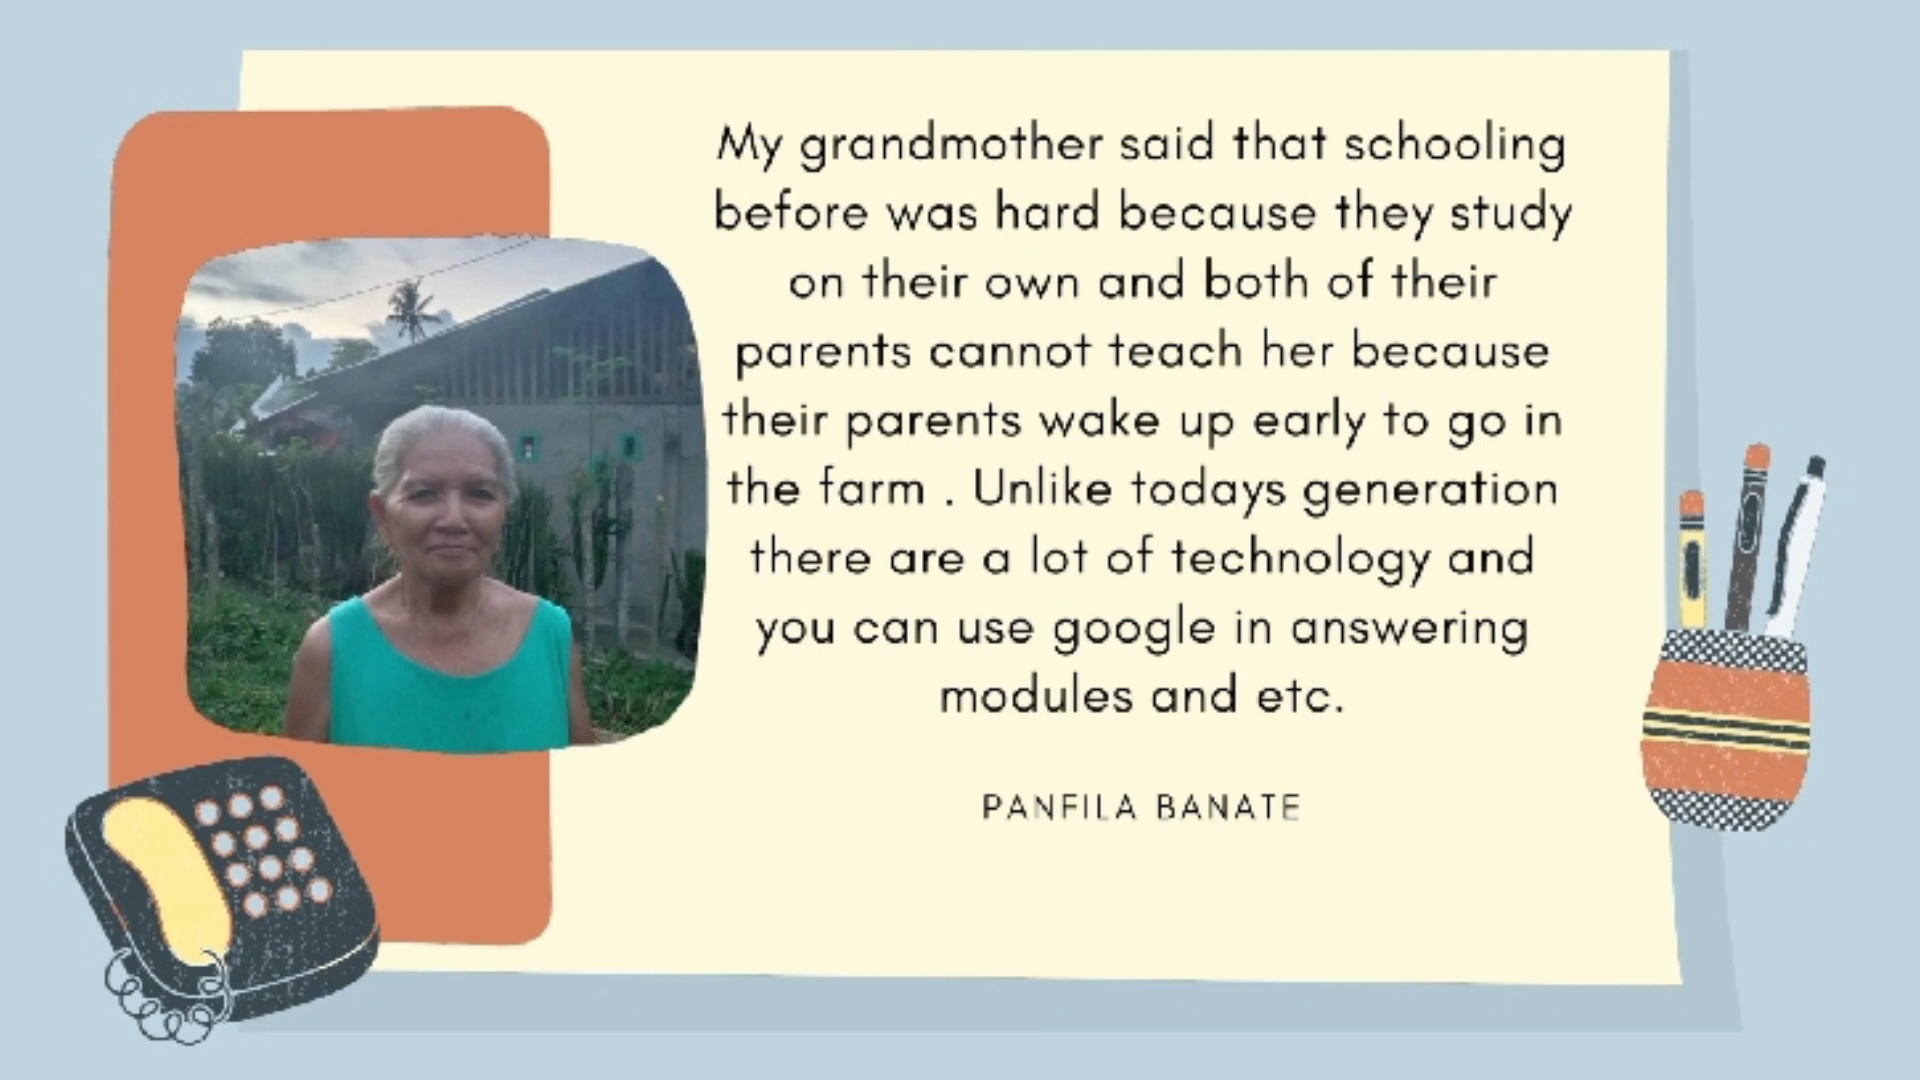 My grandmother said that schooling
before was hard because they study
on their own and both of their
parents cannot teach her because
their parents wake up early to go in
the farm . Unlike todays generation
there are a lot of technology and
you can use google in answering
modules and etc.
PANFILA BANATE